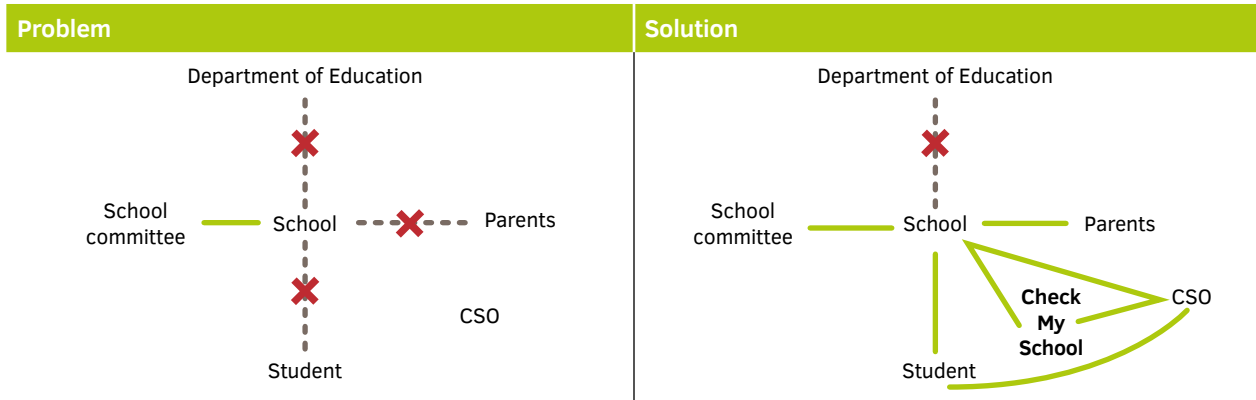 Problem
Department of Education
School
committee
School
Parents
CSO
Student
Solution
Department of Education
School
committee
School
Parents
Check
My
School
CSO
Student